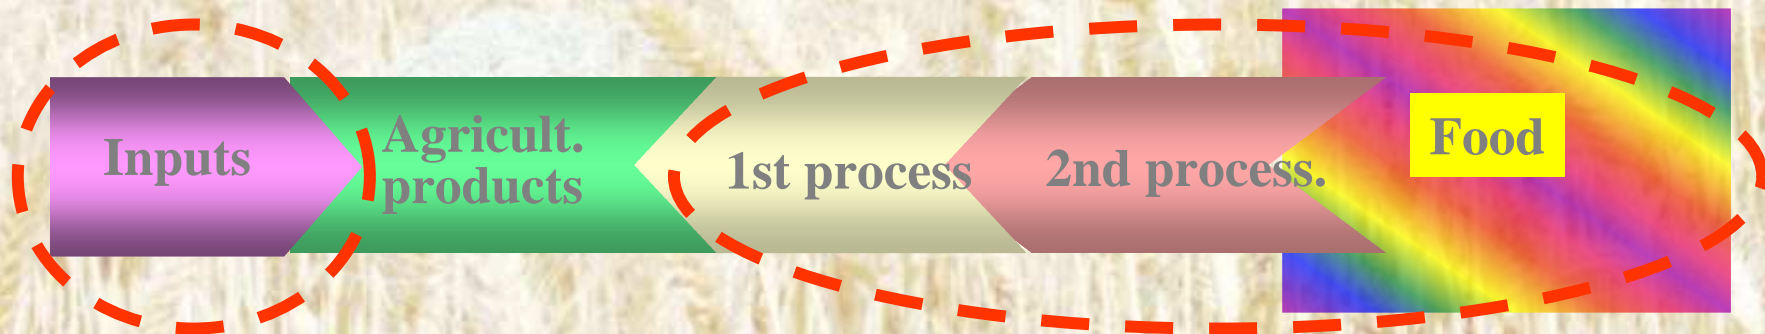 Inputs
Agricult.
products
1st process
2nd process.
Food